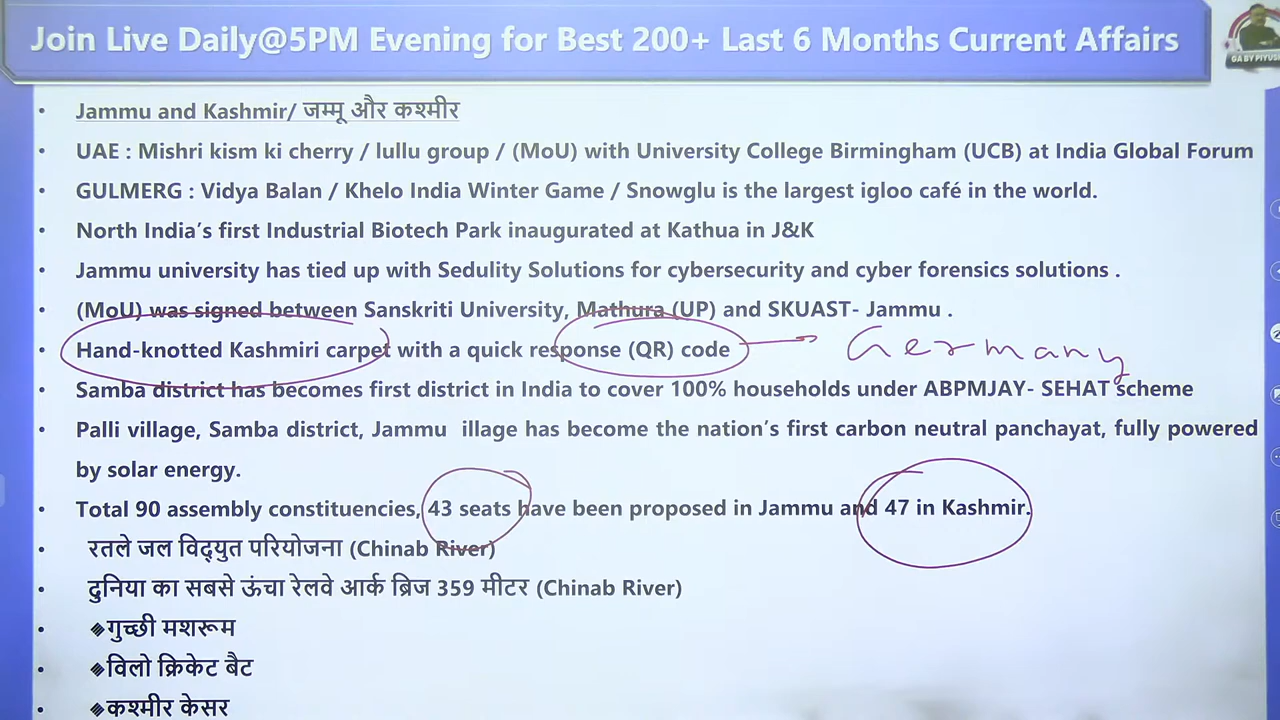 Join Live Daily@5PM Evening for Best 200+ Last 6 Months Current Affairs
GA BY PIYUSH
• Jammu and Kashmir/ जम्मू और कश्मीर
• UAE : Mishri kism ki cherry / lullu group / (MoU) with University College Birmingham (UCB) at India Global Forum
• GULMERG : Vidya Balan / Khelo India Winter Game / Snowglu is the largest igloo café in the world.
• North India's first Industrial Biotech Park inaugurated at Kathua in J&K
• Jammu university has tied up with Sedulity Solutions for cybersecurity and cyber forensics solutions .
• (MoU) was signed between Sanskriti University, Mathura (UP) and SKUAST- Jammu .
• Hand-knotted Kashmiri carpet with a quick response (QR) code Germany
• Samba district has becomes first district in India to cover 100% households under ABPMJAY- SEHAT scheme
• Palli village, Samba district, Jammu illage has become the nation's first carbon neutral panchayat, fully powered
by solar energy.
• Total 90 assembly constituencies, 43 seats have been proposed in Jammu and 47 in Kashmir.
• रतले जल विद्युत परियोजना (Chinab River)
• दुनिया का सबसे ऊंचा रेलवे आर्क ब्रिज 359 मीटर (Chinab River)
• ❖गुच्छी मशरूम
• ❖विलो क्रिकेट बैट
• ❖कश्मीर केसर